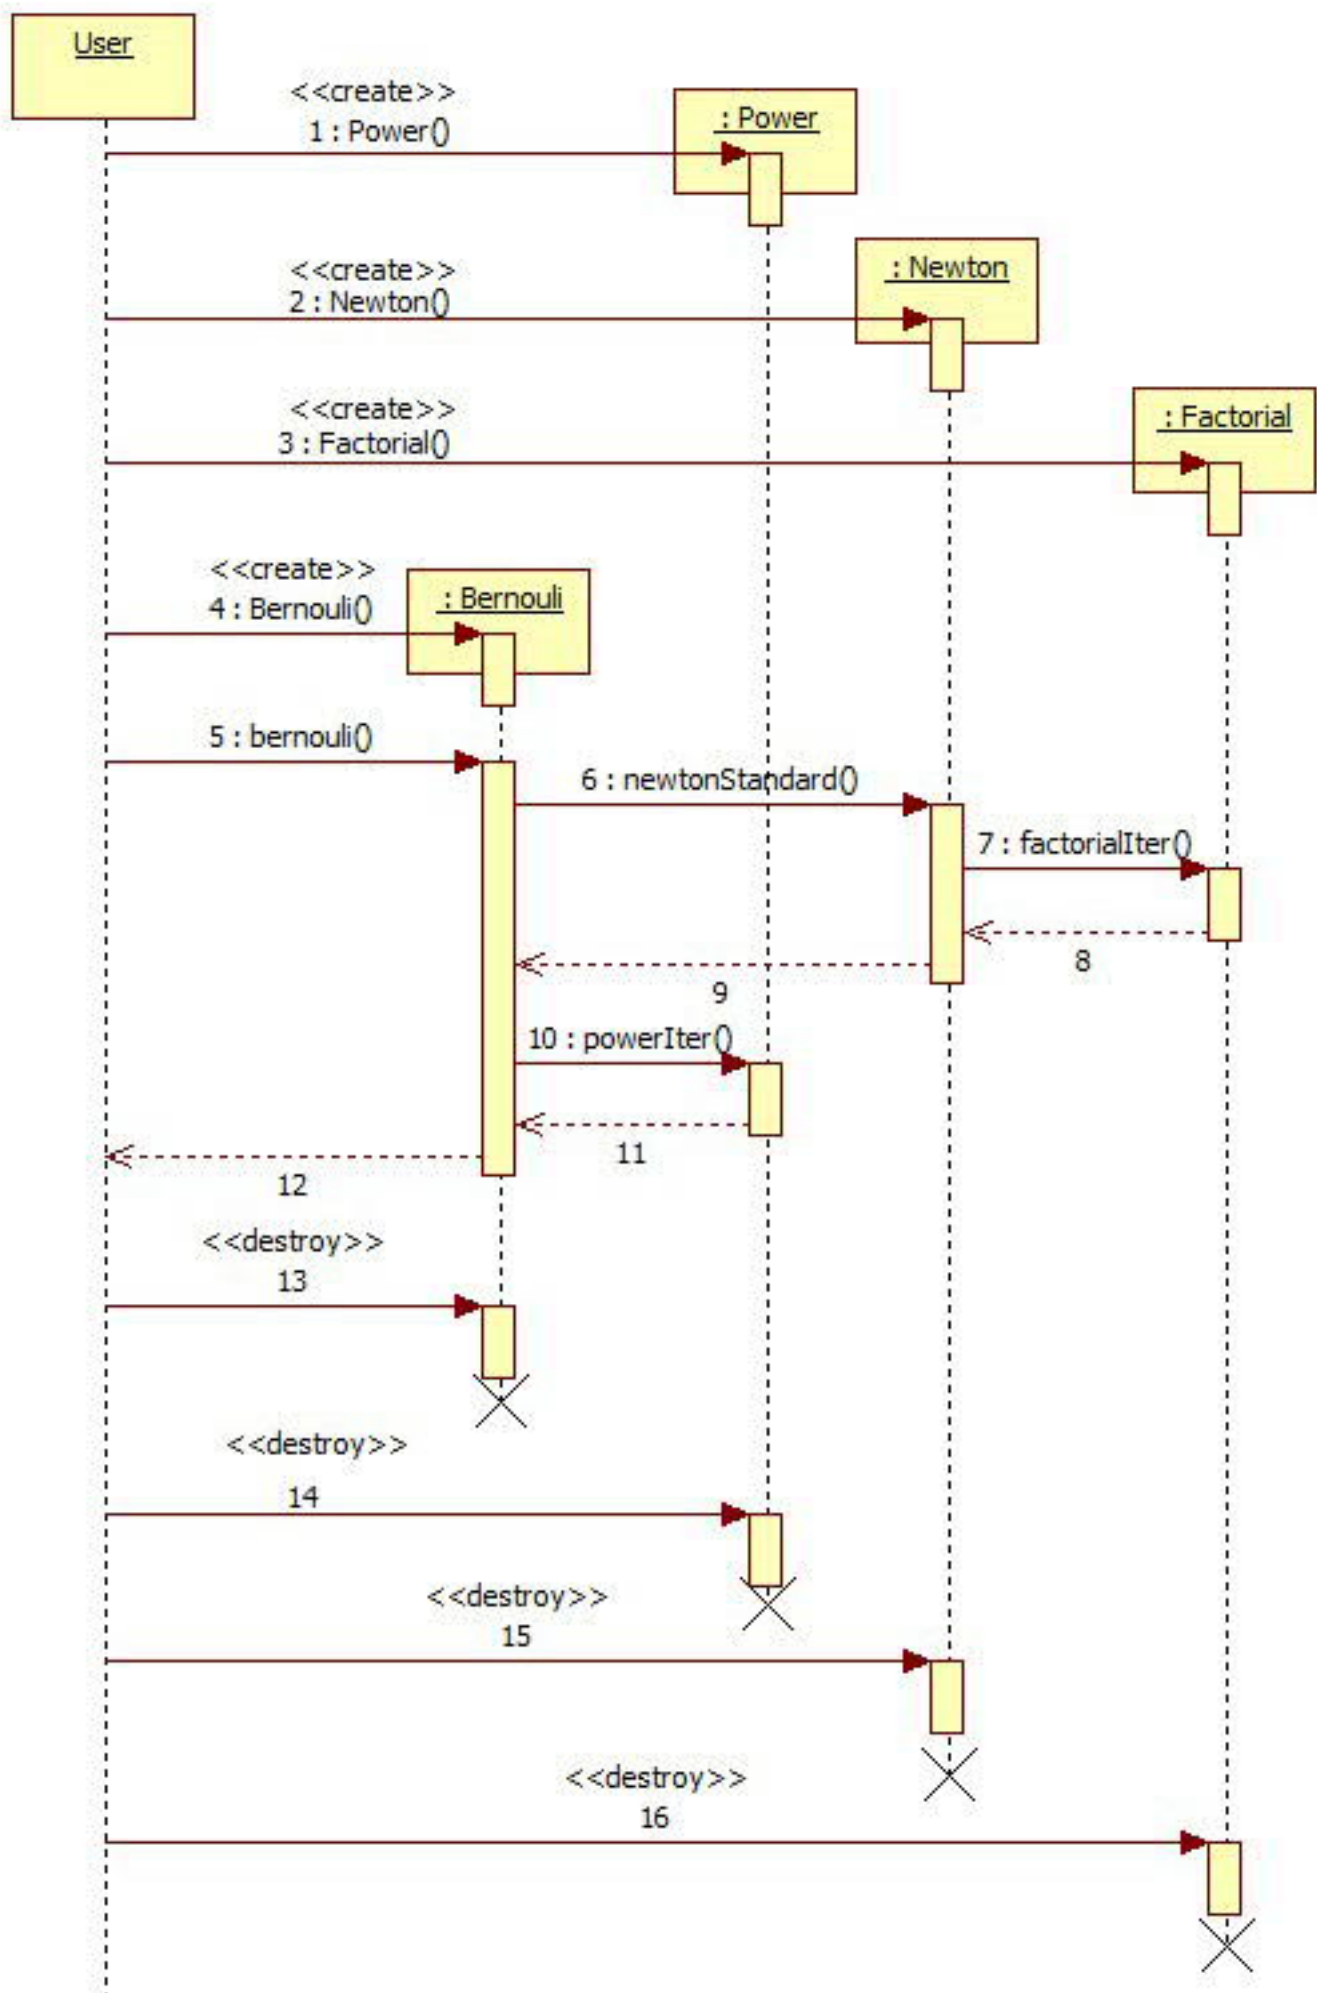 User
<<create>>
1 : Power()
: Power
<<create>>
2 : Newton()
: Newton
<<create>>
3 : Factorial()
: Factorial
<<create>>
4 : Bernouli()
: Bernouli
5 : bernouli()
6 : newtonStandard()
7 : factorialIter()
8
9
10 : powerIter()
11
12
<<destroy>>
13
<<destroy>>
14
<<destroy>>
15
<<destroy>>
16